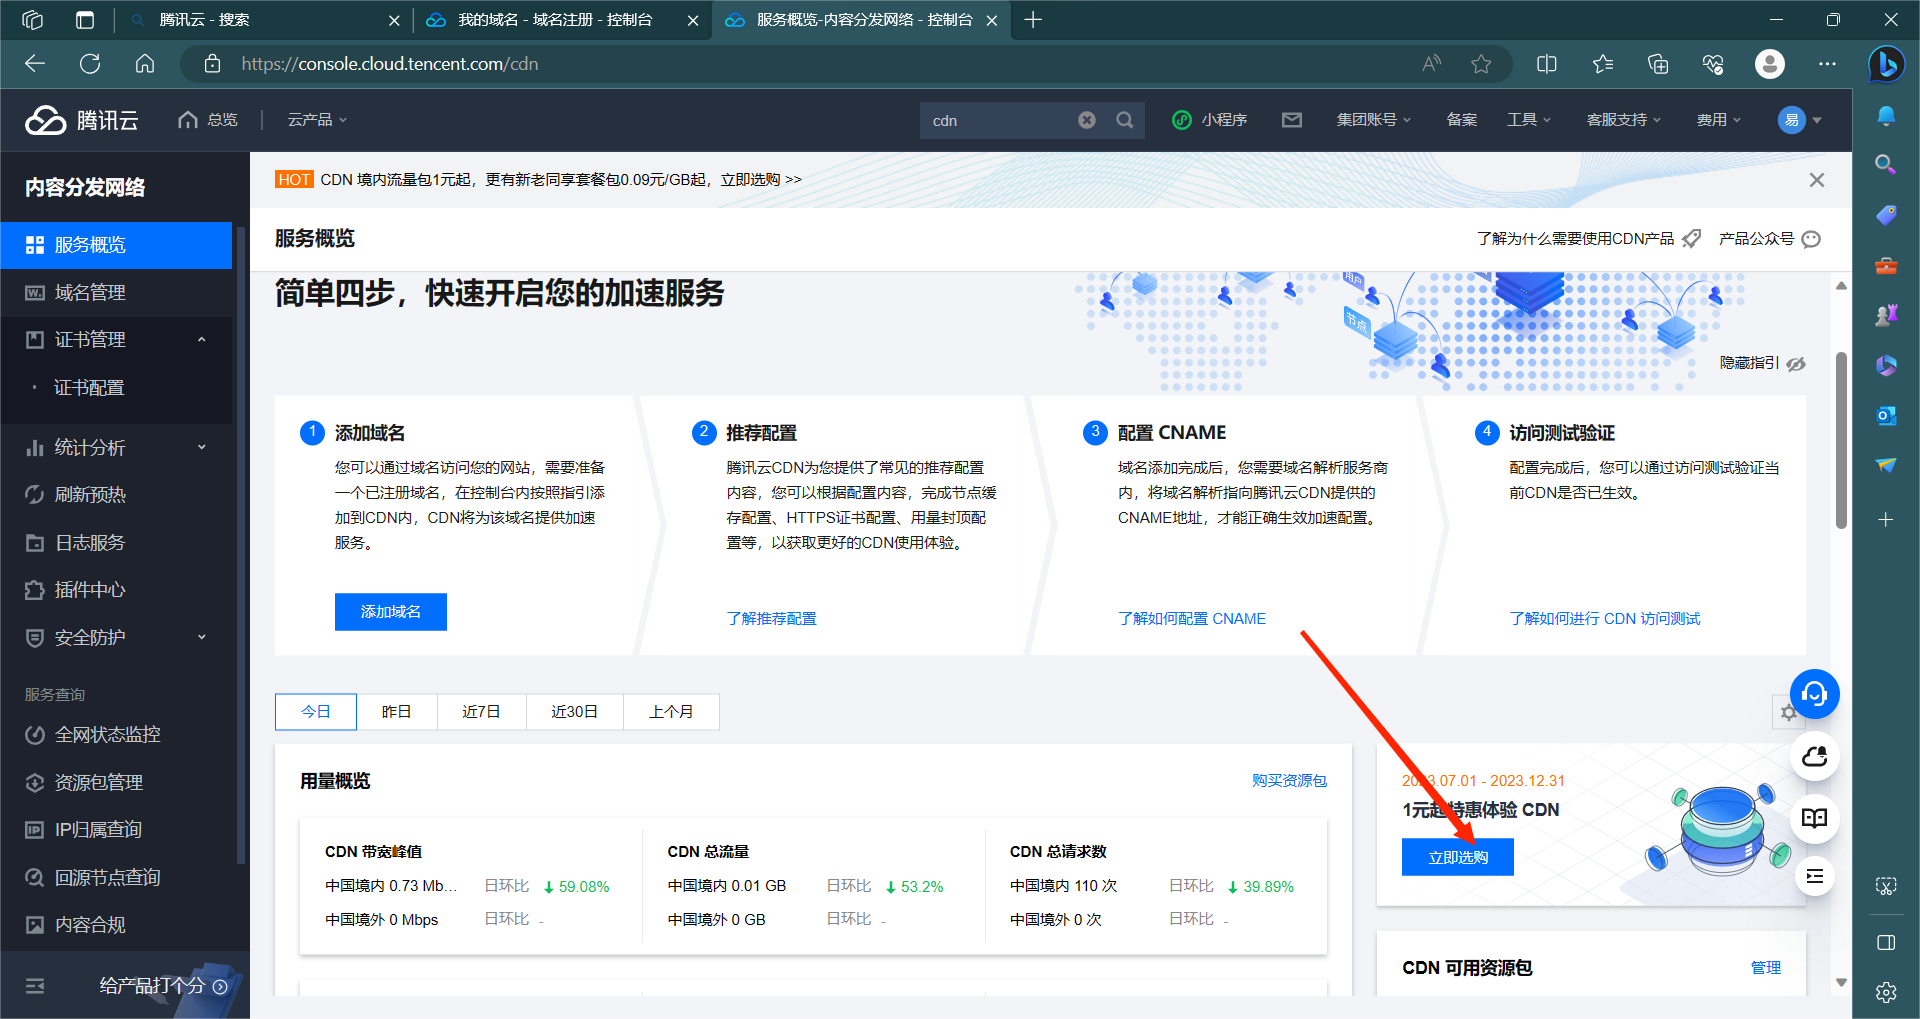 腾讯云 - 搜索
我的域名 - 域名注册 - 控制台
服务概览-内容分发网络 - 控制台
https://console.cloud.tencent.com/cdn
腾讯云
总览
云产品
cdn
小程序
集团账号
备案
工具
客服支持
费用
易
内容分发网络
服务概览
域名管理
证书管理
证书配置
统计分析
刷新预热
日志服务
插件中心
安全防护
服务查询
全网状态监控
资源包管理
IP归属查询
回源节点查询
内容合规
给产品打个分
HOT CDN 境内流量包1元起，更有新老同享套餐包0.09元/GB起，立即选购 >>
服务概览
了解为什么需要使用CDN产品
产品公众号
简单四步，快速开启您的加速服务
用户
节点
隐藏指引
1 添加域名
您可以通过域名访问您的网站，需要准备
一个已注册域名，在控制台内按照指引添
加到CDN内，CDN将为该域名提供加速
服务。
添加域名
2 推荐配置
腾讯云CDN为您提供了常见的推荐配置
内容，您可以根据配置内容，完成节点缓
存配置、HTTPS证书配置、用量封顶配
置等，以获取更好的CDN使用体验。
了解推荐配置
3 配置 CNAME
域名添加完成后，您需要域名解析服务商
内，将域名解析指向腾讯云CDN提供的
CNAME地址，才能正确生效加速配置。
了解如何配置 CNAME
4 访问测试验证
配置完成后，您可以通过访问测试验证当
前CDN是否已生效。
了解如何进行 CDN 访问测试
今日
昨日
近7日
近30日
上个月
用量概览
购买资源包
CDN 带宽峰值
中国境内 0.73 Mb... 日环比 59.08%
中国境外 0 Mbps 日环比 -
CDN 总流量
中国境内 0.01 GB 日环比 53.2%
中国境外 0 GB 日环比 -
CDN 总请求数
中国境内 110 次 日环比 39.89%
中国境外 0 次 日环比 -
2023.07.01 - 2023.12.31
1元起特惠体验 CDN
立即选购
CDN 可用资源包
管理